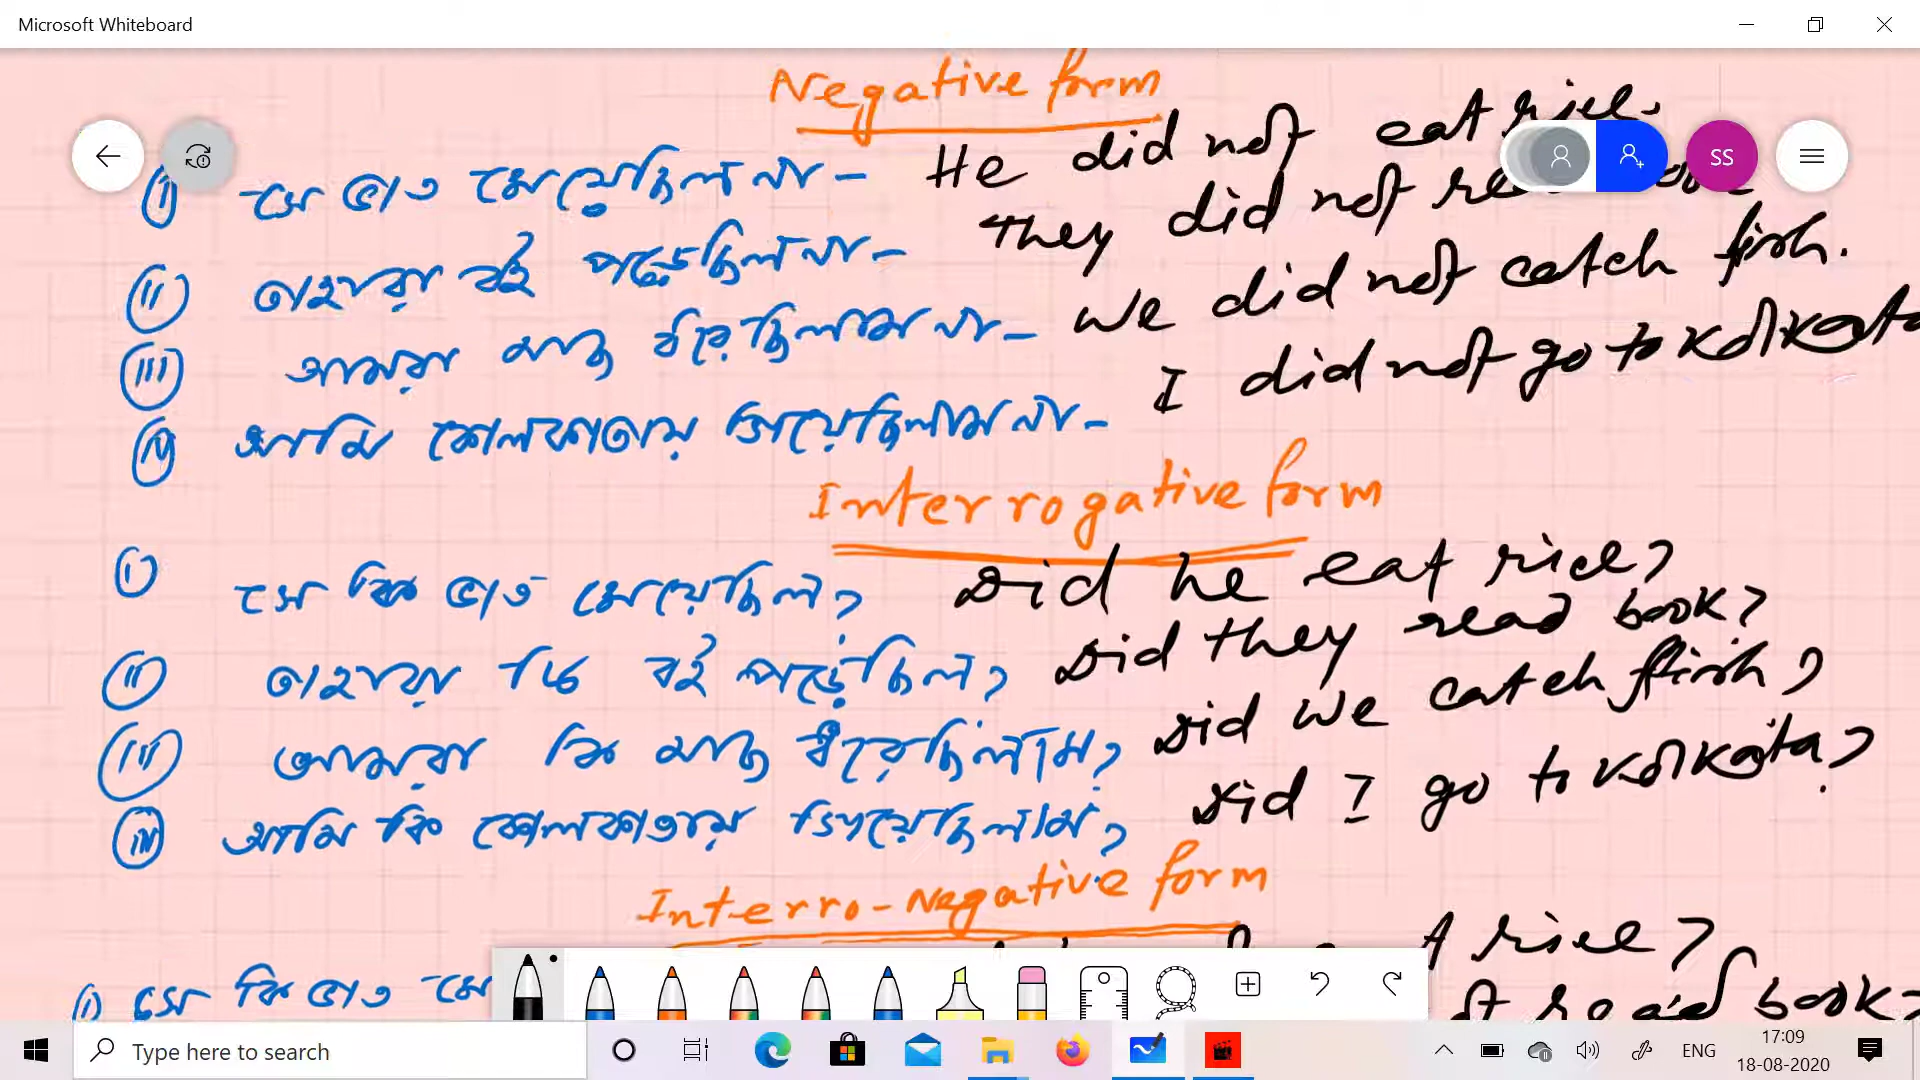 Microsoft Whiteboard
Negative form
(i) সে ভাত খেয়েছিল না - He did not eat rice.
(ii) তাহারা বই পড়েছিল না - They did not
(iii) আমরা মাছ ধরেছিলাম না - We did not catch fish.
(iv) আমি কোলকাতায় গিয়েছিলাম না - I did not go to Kolkata
SS
Interrogative form
(i) সে কি ভাত খেয়েছিল? Did he eat rice?
(ii) তাহারা কি বই পড়েছিল? Did they read book?
(iii) আমরা কি মাছ ধরেছিলাম? Did we catch fish?
(iv) আমি কি কোলকাতায় গিয়েছিলাম? Did I go to Kolkata?
Interro-Negative form
rice?
(i) সে কি ভাত খে
read book?
Type here to search
ENG
17:09
18-08-2020